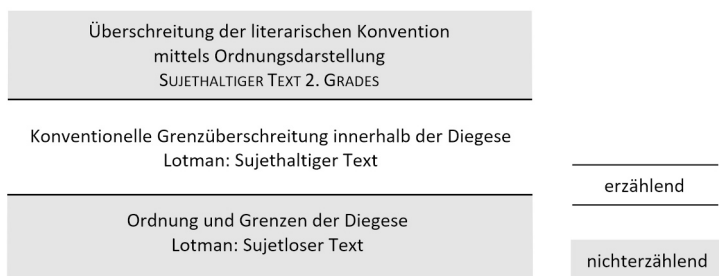 Überschreitung der literarischen Konvention
mittels Ordnungsdarstellung
SUJETHALTIGER TEXT 2. GRADES
Konventionelle Grenzüberschreitung innerhalb der Diegese
Lotman: Sujethaltiger Text
erzählend
Ordnung und Grenzen der Diegese
Lotman: Sujetloser Text
nichterzählend